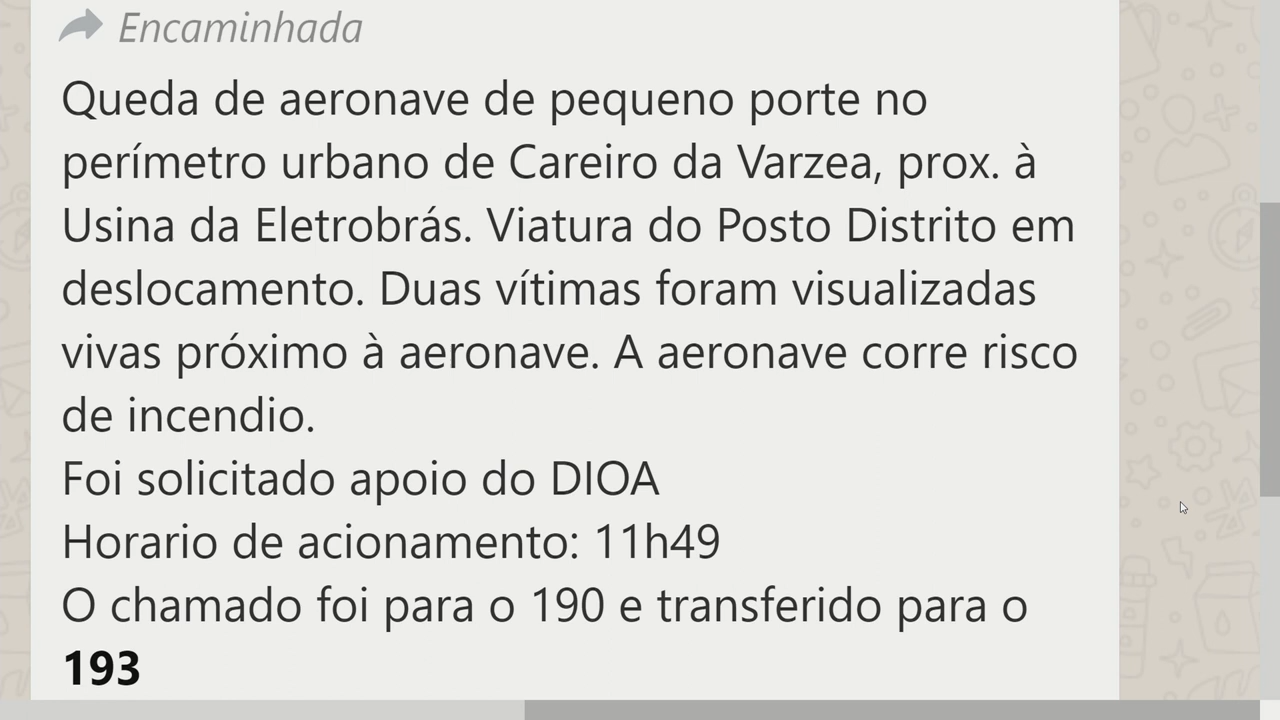 Encaminhada
Queda de aeronave de pequeno porte no
perímetro urbano de Careiro da Varzea, prox. à
Usina da Eletrobrás. Viatura do Posto Distrito em
deslocamento. Duas vítimas foram visualizadas
vivas próximo à aeronave. A aeronave corre risco
de incendio.
Foi solicitado apoio do DIOA
Horario de acionamento: 11h49
O chamado foi para o 190 e transferido para o
193